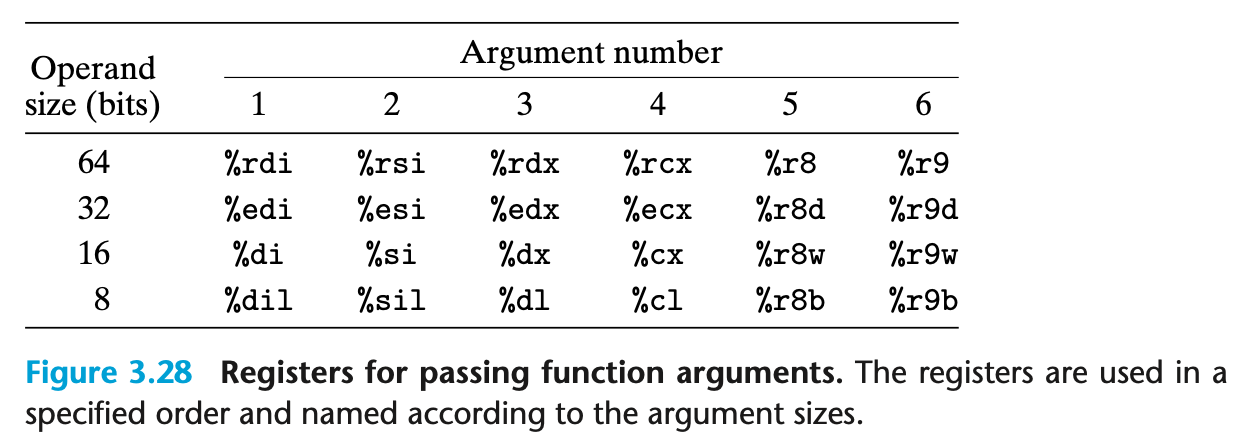 Argument number
Operand
size (bits) 1 2 3 4 5 6
64 %rdi %rsi %rdx %rcx %r8 %r9
32 %edi %esi %edx %ecx %r8d %r9d
16 %di %si %dx %cx %r8w %r9w
8 %dil %sil %dl %cl %r8b %r9b
Figure 3.28 Registers for passing function arguments. The registers are used in a
specified order and named according to the argument sizes.